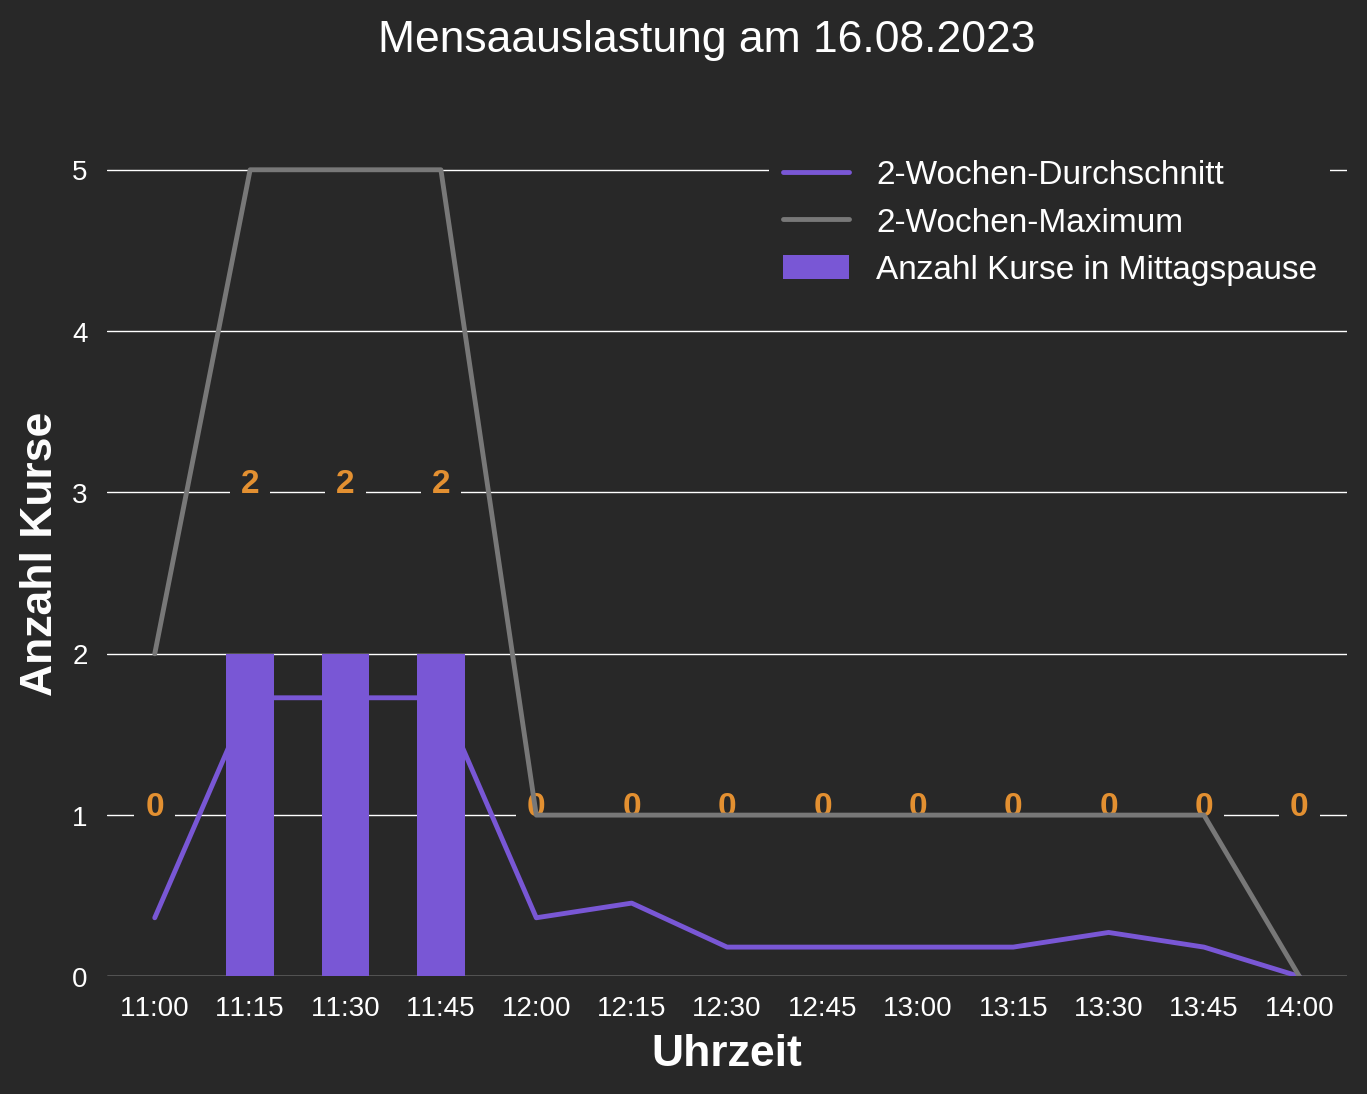 Mensaauslastung am 16.08.2023
2-Wochen-Durchschnitt
2-Wochen-Maximum
Anzahl Kurse in Mittagspause
Anzahl Kurse
5
4
3
2
1
0
2 2 2
0 0 0 0 0 0 0 0 0 0
11:00 11:15 11:30 11:45 12:00 12:15 12:30 12:45 13:00 13:15 13:30 13:45 14:00
Uhrzeit